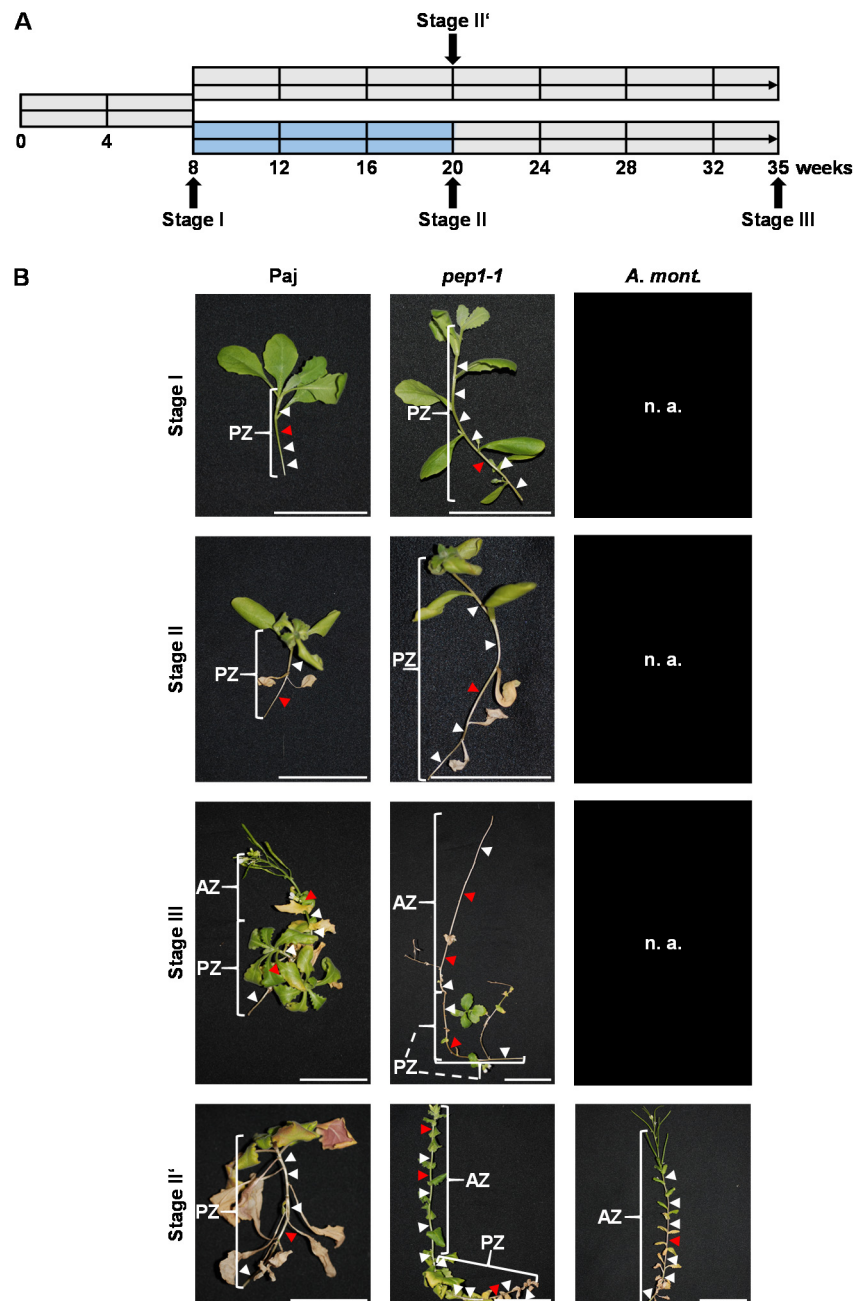 A
Stage II‘
0 4
8 12 16 20 24 28 32 35 weeks
Stage I Stage II Stage III
B
Paj pep1-1 A. mont.
Stage I
PZ
PZ
n. a.
Stage II
PZ
PZ
n. a.
Stage III
AZ
PZ
AZ
PZ
n. a.
Stage II‘
PZ
AZ
PZ
AZ